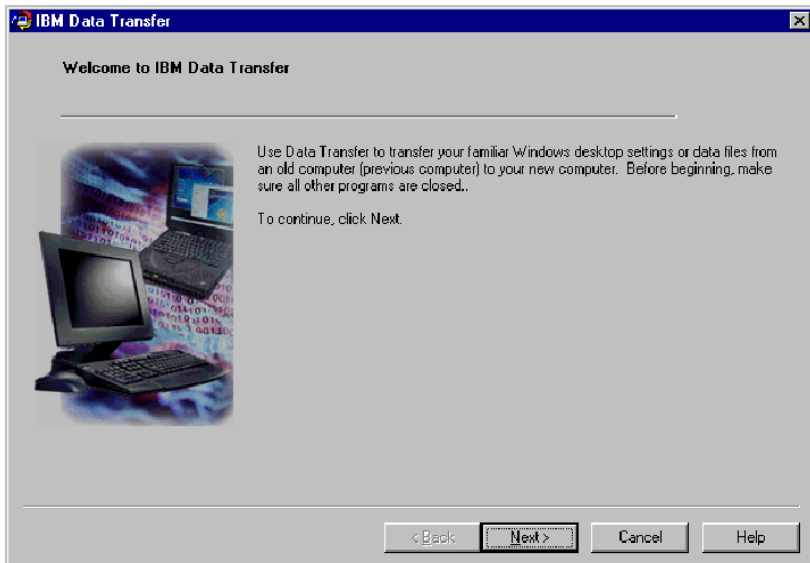 IBM Data Transfer
Welcome to IBM Data Transfer
Use Data Transfer to transfer your familiar Windows desktop settings or data files from
an old computer (previous computer) to your new computer. Before beginning, make
sure all other programs are closed..
To continue, click Next.
< Back
Next >
Cancel
Help